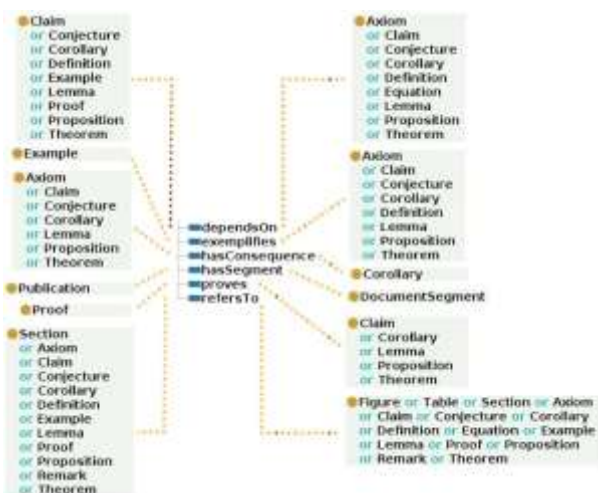 Claim
or Conjecture
or Corollary
or Definition
or Example
or Lemma
or Proof
or Proposition
or Theorem
Example
Axiom
or Claim
or Conjecture
or Corollary
or Lemma
or Proposition
or Theorem
Publication
Proof
Section
or Axiom
or Claim
or Conjecture
or Corollary
or Definition
or Example
or Lemma
or Proof
or Proposition
or Remark
or Theorem
dependsOn
exemplifies
hasConsequence
hasSegment
proves
refersTo
Axiom
or Claim
or Conjecture
or Corollary
or Definition
or Equation
or Lemma
or Proposition
or Theorem
Axiom
or Claim
or Conjecture
or Corollary
or Definition
or Lemma
or Proposition
or Theorem
Corollary
DocumentSegment
Claim
or Corollary
or Lemma
or Proposition
or Theorem
Figure or Table or Section or Axiom
or Claim or Conjecture or Corollary
or Definition or Equation or Example
or Lemma or Proof or Proposition
or Remark or Theorem